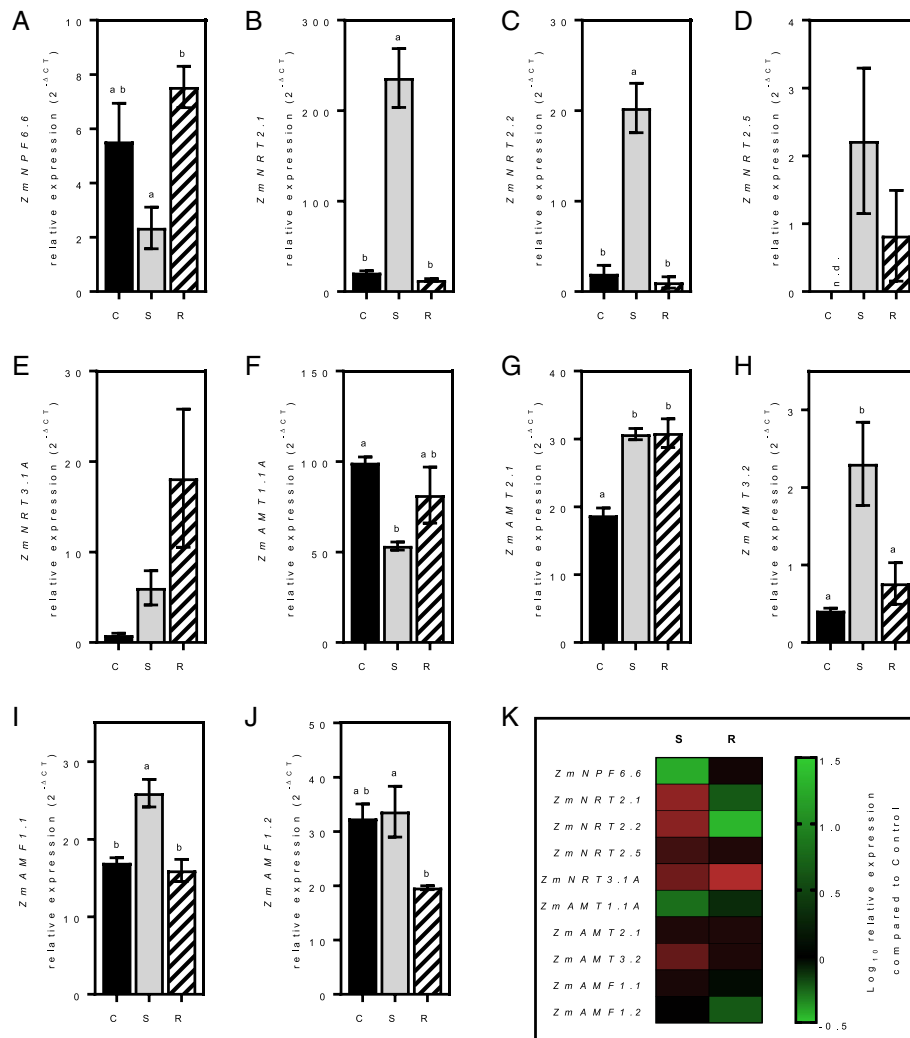 A
ZmNPF6.6
relative expression (2^-ΔCT)
10
8
6
4
2
0
a b
a
b
C S R
B
ZmNRT2.1
relative expression (2^-ΔCT)
300
200
100
0
b
a
b
C S R
C
ZmNRT2.2
relative expression (2^-ΔCT)
30
20
10
0
b
a
b
C S R
D
ZmNRT2.5
relative expression (2^-ΔCT)
4
3
2
1
0
n.d.
C S R
E
ZmNRT3.1A
relative expression (2^-ΔCT)
30
20
10
0
C S R
F
ZmAMT1.1A
relative expression (2^-ΔCT)
150
100
50
0
a
b
a b
C S R
G
ZmAMT2.1
relative expression (2^-ΔCT)
40
30
20
10
0
a
b
b
C S R
H
ZmAMT3.2
relative expression (2^-ΔCT)
3
2
1
0
a
b
a
C S R
I
ZmAMF1.1
relative expression (2^-ΔCT)
30
20
10
0
b
a
b
C S R
J
ZmAMF1.2
relative expression (2^-ΔCT)
50
40
30
20
10
0
a b
a
b
C S R
K
S R
ZmNPF6.6
ZmNRT2.1
ZmNRT2.2
ZmNRT2.5
ZmNRT3.1A
ZmAMT1.1A
ZmAMT2.1
ZmAMT3.2
ZmAMF1.1
ZmAMF1.2
1.5
1.0
0.5
0
-0.5
Log10 relative expression
compared to Control